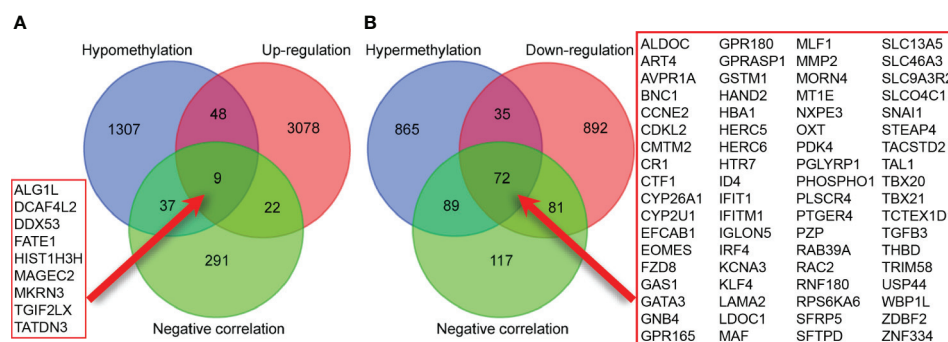 A
B
Hypomethylation
Up-regulation
1307
48
3078
9
37
22
291
Negative correlation
ALG1L
DCAF4L2
DDX53
FATE1
HIST1H3H
MAGEC2
MKRN3
TGIF2LX
TATDN3
Hypermethylation
Down-regulation
865
35
892
72
89
81
117
Negative correlation
ALDOC GPR180 MLF1 SLC13A5
ART4 GPRASP1 MMP2 SLC46A3
AVPR1A GSTM1 MORN4 SLC9A3R2
BNC1 HAND2 MT1E SLCO4C1
CCNE2 HBA1 NXPE3 SNAI1
CDKL2 HERC5 OXT STEAP4
CMTM2 HERC6 PDK4 TACSTD2
CR1 HTR7 PGLYRP1 TAL1
CTF1 ID4 PHOSPHO1 TBX20
CYP26A1 IFIT1 PLSCR4 TBX21
CYP2U1 IFITM1 PTGER4 TCTEX1D
EFCAB1 IGLON5 PZP TGFB3
EOMES IRF4 RAB39A THBD
FZD8 KCNA3 RAC2 TRIM58
GAS1 KLF4 RNF180 USP44
GATA3 LAMA2 RPS6KA6 WBP1L
GNB4 LDOC1 SFRP5 ZDBF2
GPR165 MAF SFTPD ZNF334